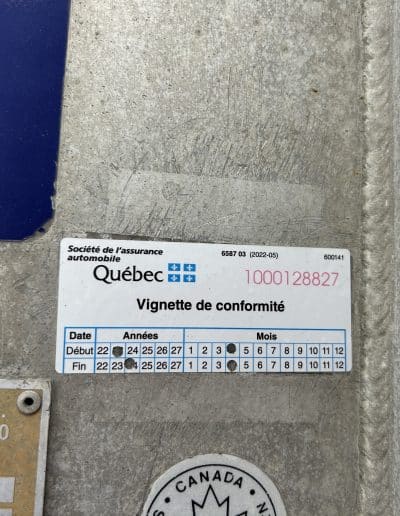 Société de l'assurance
automobile
6587 03 (2022-05)
600141
Québec
1000128827
Vignette de conformité
Date Années Mois
Début 22 24 25 26 27 1 2 3 5 6 7 8 9 10 11 12
Fin 22 23 25 26 27 1 2 3 5 6 7 8 9 10 11 12
CANADA